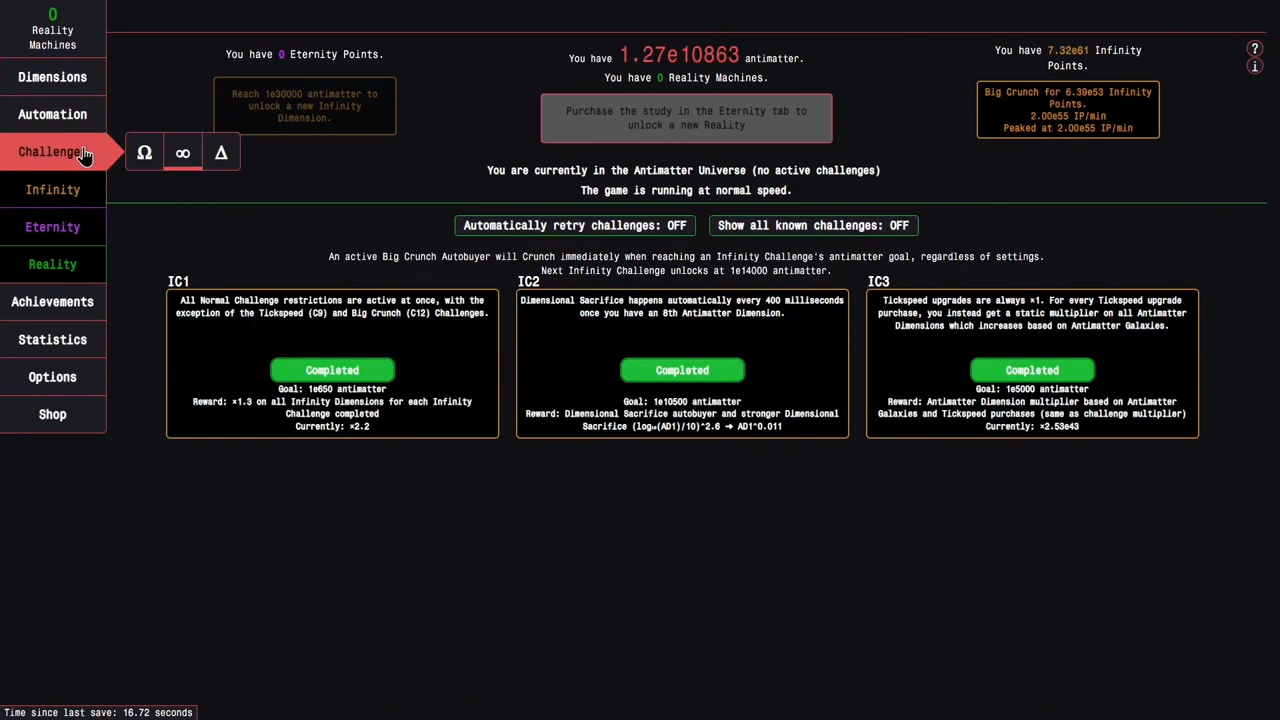 0
Reality
Machines
Dimensions
Automation
Challenge
Infinity
Eternity
Reality
Achievements
Statistics
Options
Shop
Ω
∞
Δ
You have 0 Eternity Points.
Reach 1e30000 antimatter to
unlock a new Infinity
Dimension.
You have 1.27e10863 antimatter.
You have 0 Reality Machines.
Purchase the study in the Eternity tab to
unlock a new Reality
You have 7.32e61 Infinity
Points.
Big Crunch for 6.39e53 Infinity
Points.
2.00e55 IP/min
Peaked at 2.00e55 IP/min
?
i
You are currently in the Antimatter Universe (no active challenges)
The game is running at normal speed.
Automatically retry challenges: OFF
Show all known challenges: OFF
An active Big Crunch Autobuyer will Crunch immediately when reaching an Infinity Challenge's antimatter goal, regardless of settings.
Next Infinity Challenge unlocks at 1e14000 antimatter.
IC1
All Normal Challenge restrictions are active at once, with the
exception of the Tickspeed (C9) and Big Crunch (C12) Challenges.
Completed
Goal: 1e650 antimatter
Reward: ×1.3 on all Infinity Dimensions for each Infinity
Challenge completed
Currently: ×2.2
IC2
Dimensional Sacrifice happens automatically every 400 milliseconds
once you have an 8th Antimatter Dimension.
Completed
Goal: 1e10500 antimatter
Reward: Dimensional Sacrifice autobuyer and stronger Dimensional
Sacrifice (log₁₀(AD1)/10)^2.6 → AD1^0.011
IC3
Tickspeed upgrades are always ×1. For every Tickspeed upgrade
purchase, you instead get a static multiplier on all Antimatter
Dimensions which increases based on Antimatter Galaxies.
Completed
Goal: 1e5000 antimatter
Reward: Antimatter Dimension multiplier based on Antimatter
Galaxies and Tickspeed purchases (same as challenge multiplier)
Currently: ×2.53e43
Time since last save: 16.72 seconds